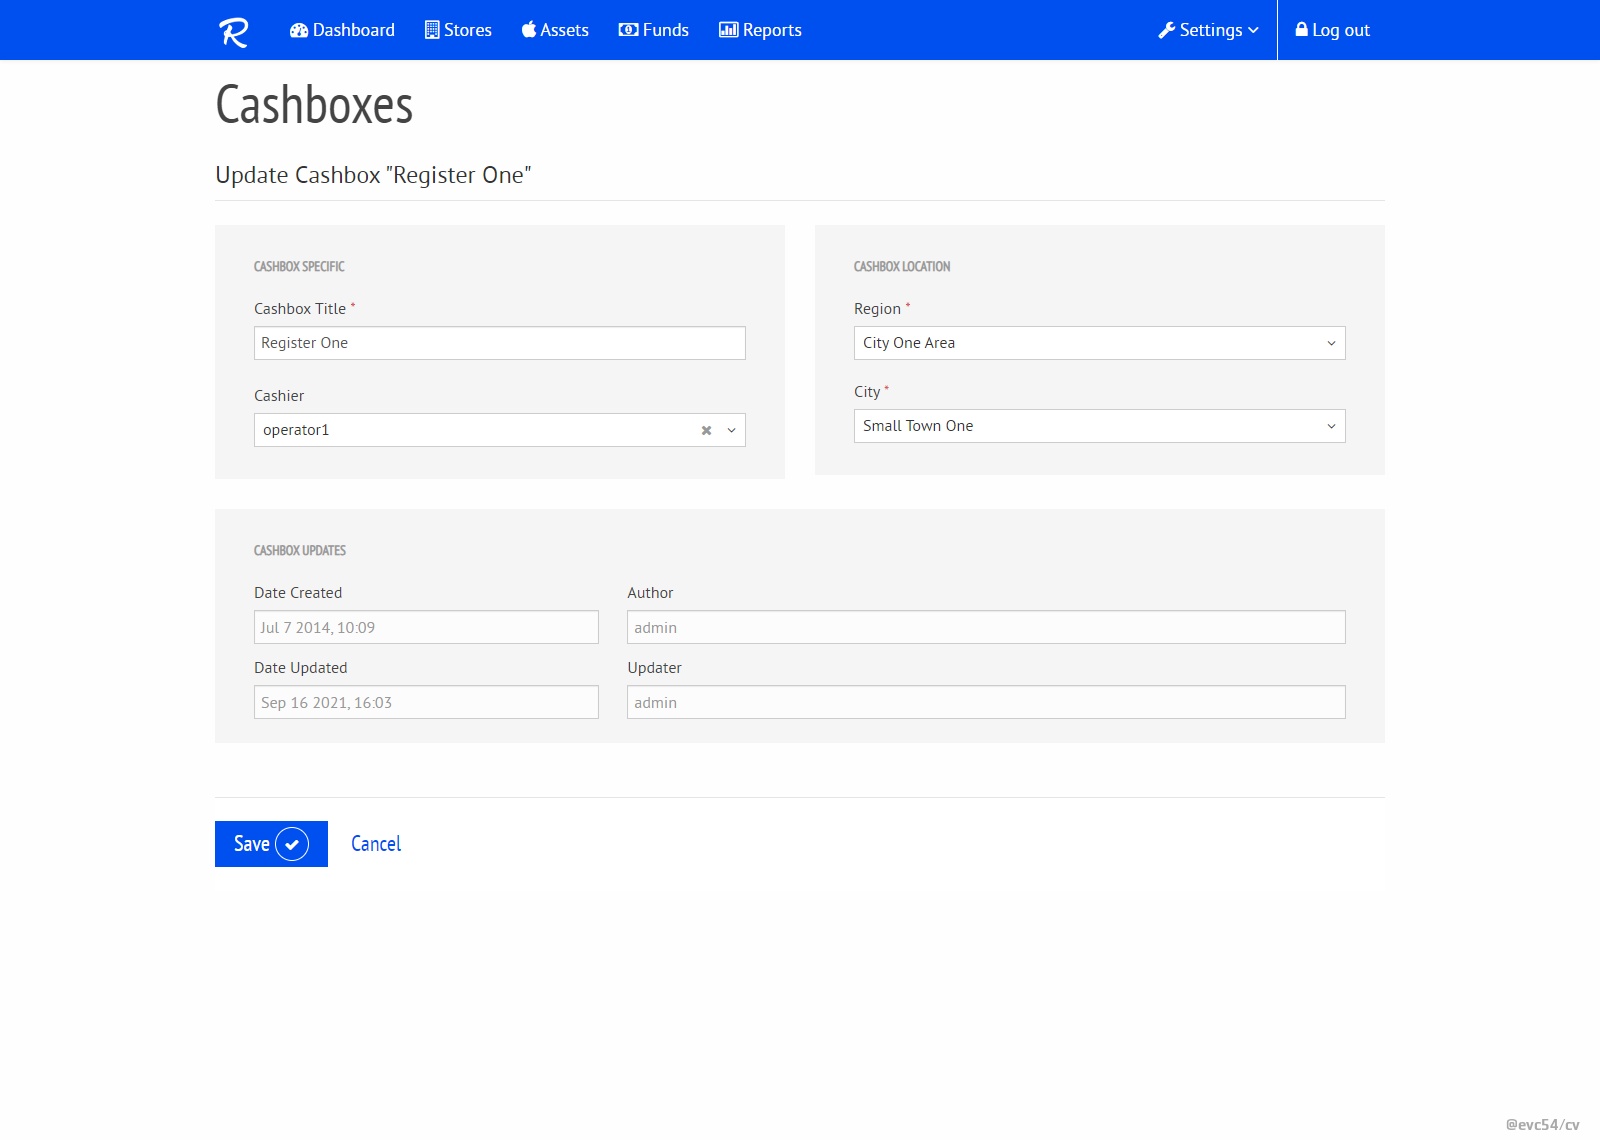 R Dashboard Stores Assets Funds Reports Settings Log out
Cashboxes
Update Cashbox "Register One"
CASHBOX SPECIFIC
Cashbox Title *
Register One
Cashier
operator1
CASHBOX LOCATION
Region *
City One Area
City *
Small Town One
CASHBOX UPDATES
Date Created
Jul 7 2014, 10:09
Author
admin
Date Updated
Sep 16 2021, 16:03
Updater
admin
Save Cancel
@evc54/cv